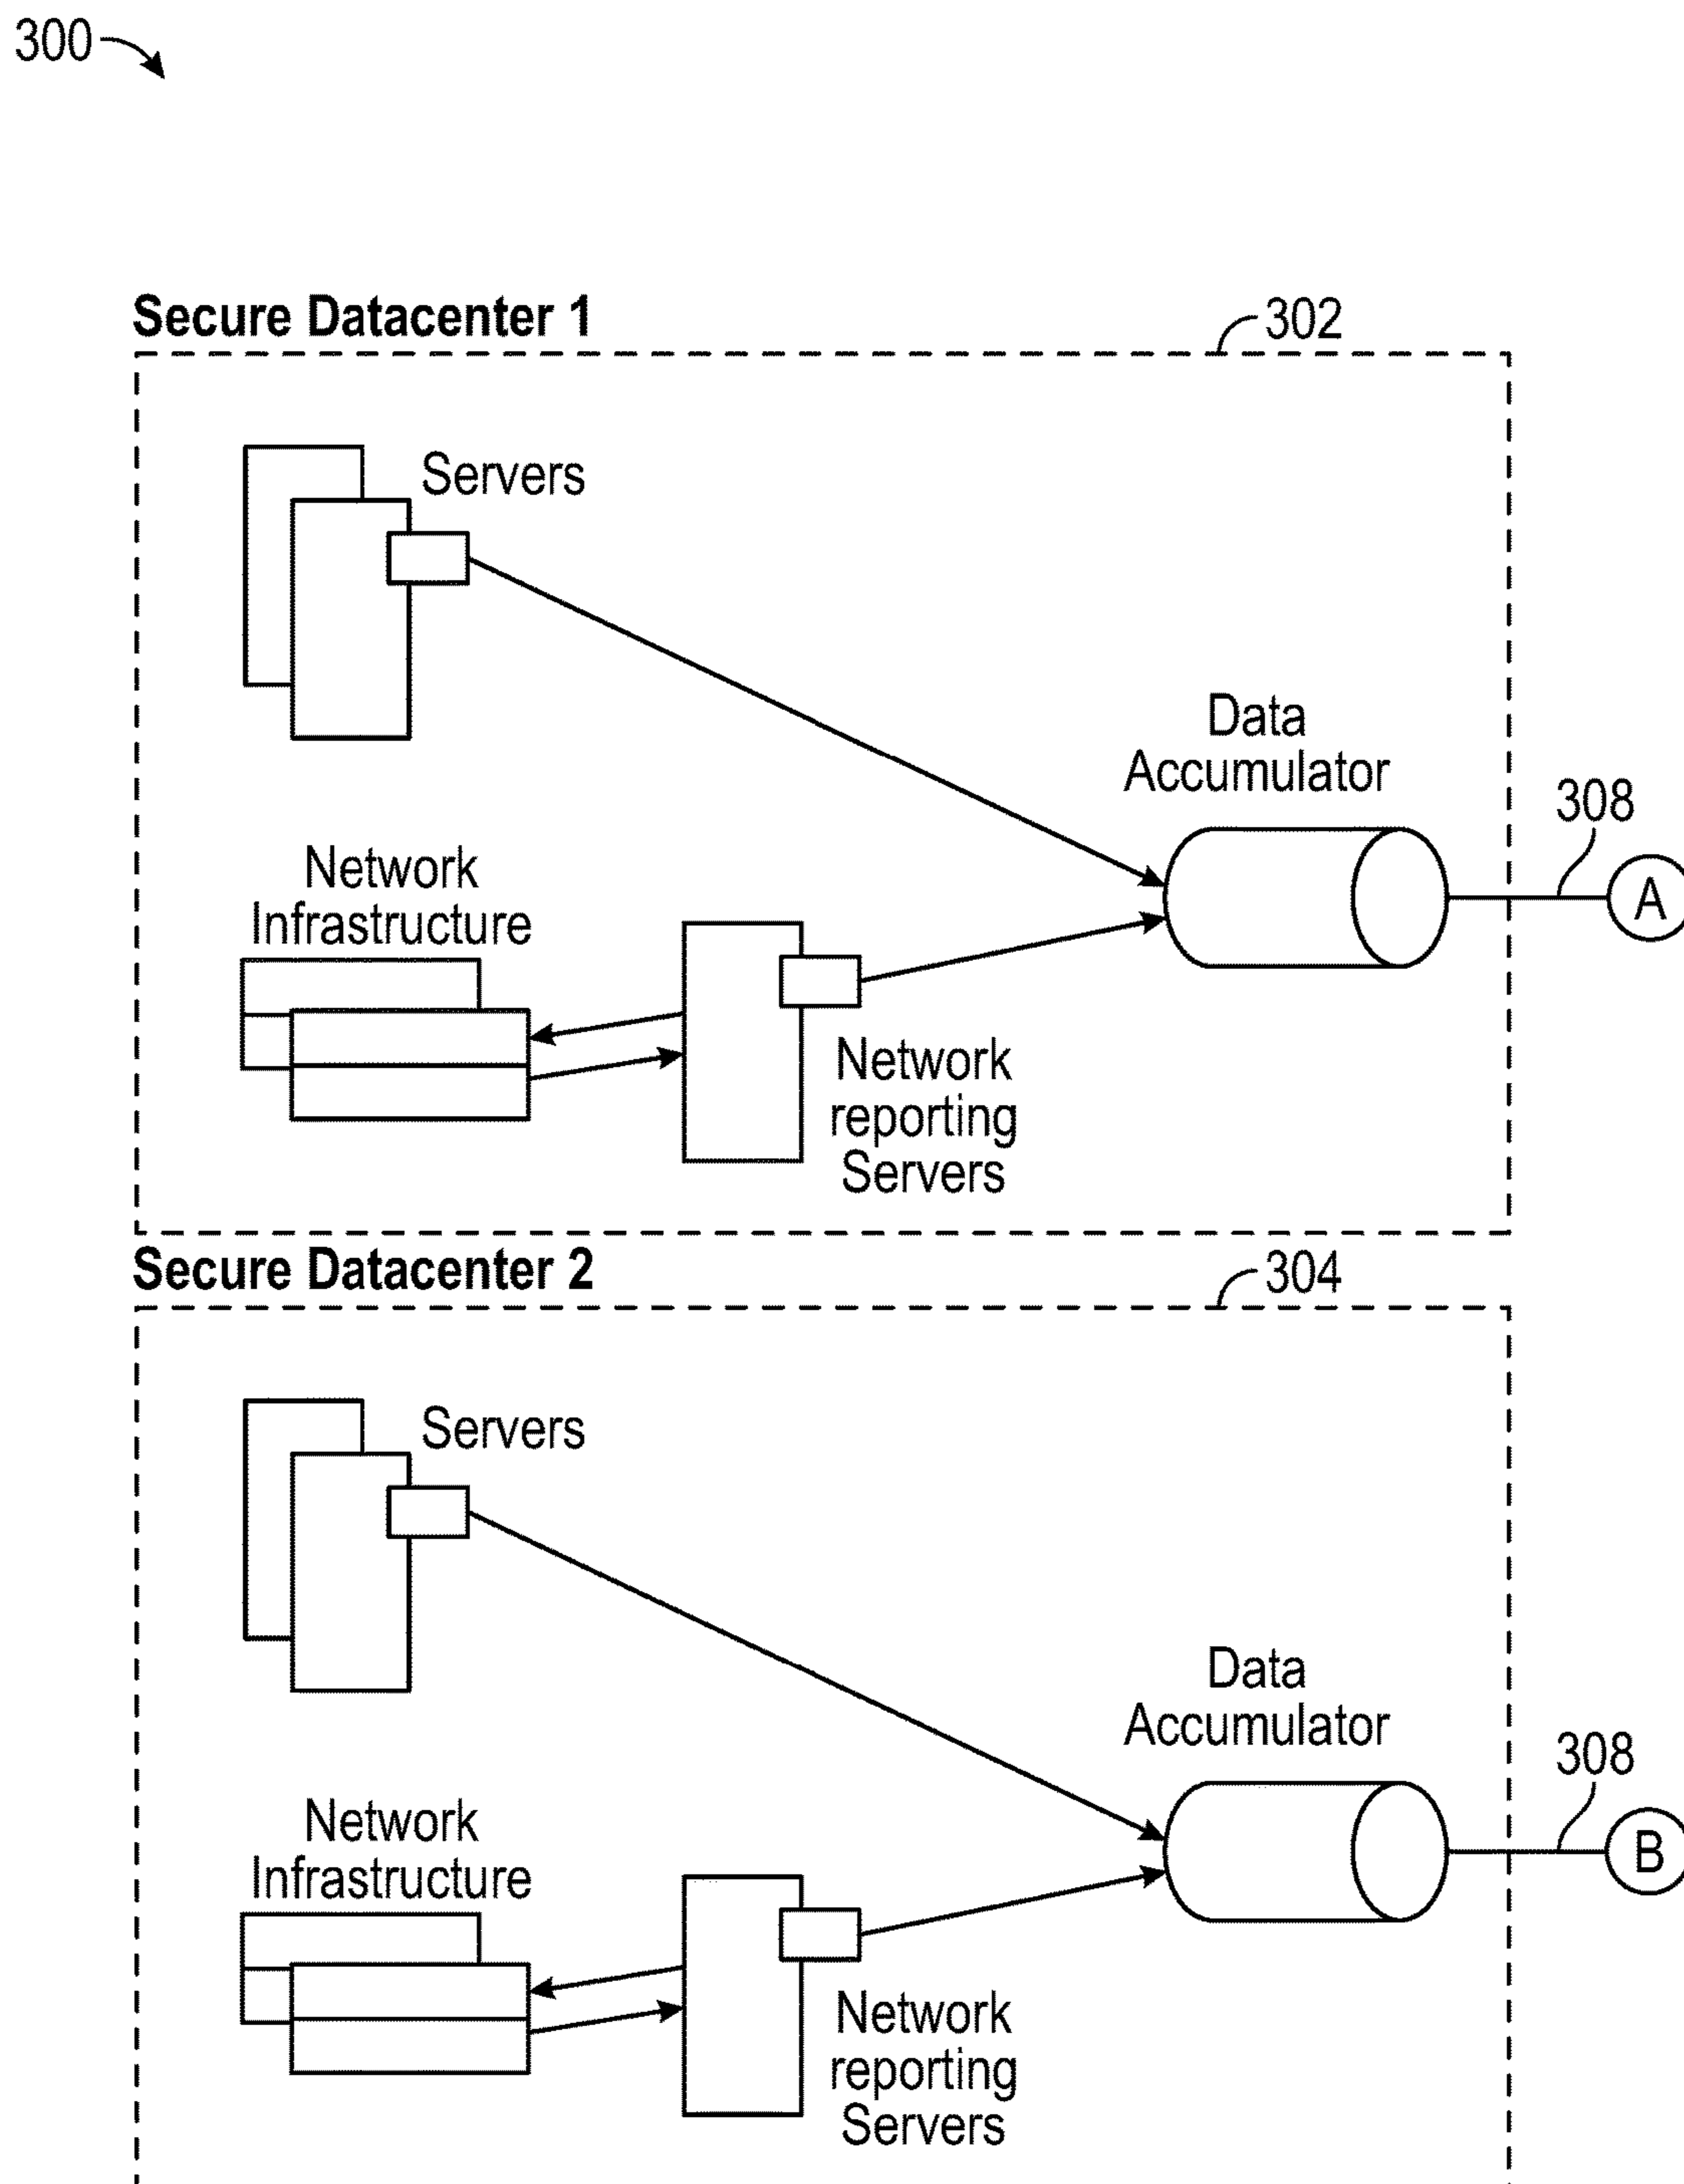 300
Secure Datacenter 1
302
Servers
Data
Accumulator
308
A
Network
Infrastructure
Network
reporting
Servers
Secure Datacenter 2
304
Servers
Data
Accumulator
308
B
Network
Infrastructure
Network
reporting
Servers